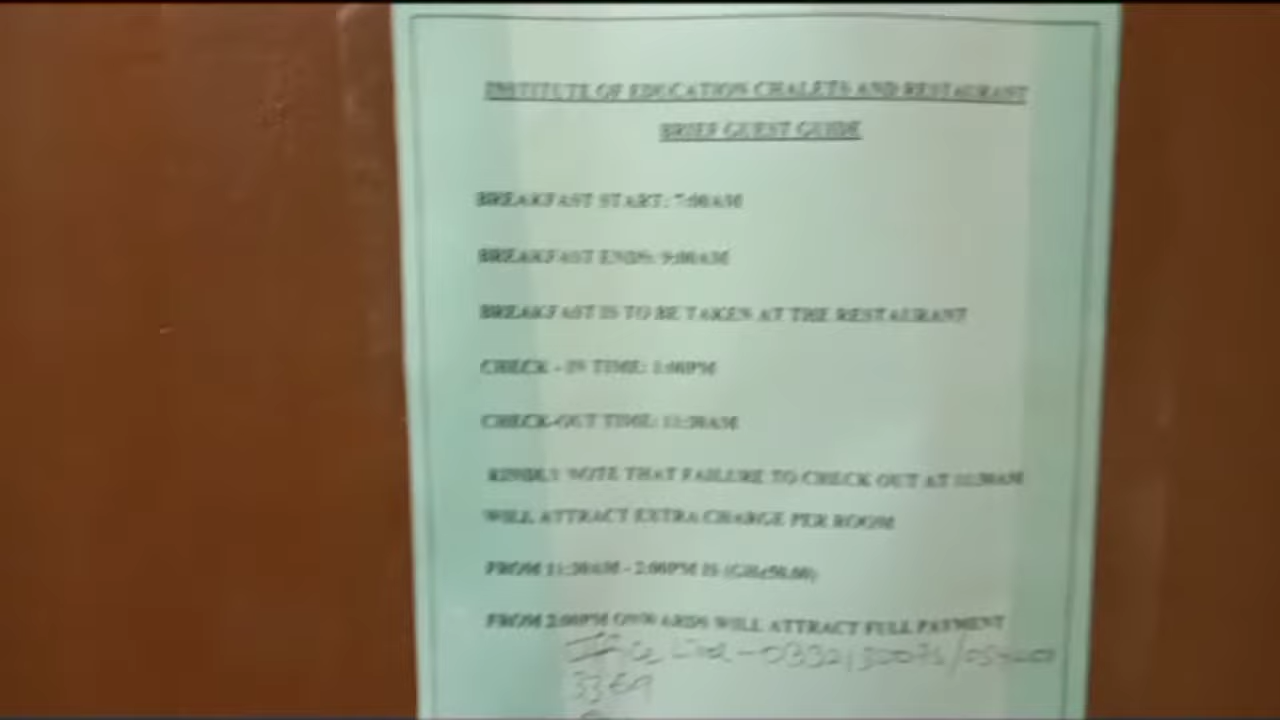 INSTITUTE OF EDUCATION CHALETS AND RESTAURANT
BRIEF GUEST GUIDE
BREAKFAST START: 7:00AM
BREAKFAST ENDS: 9:00AM
BREAKFAST IS TO BE TAKEN AT THE RESTAURANT
CHECK - IN TIME: 1:00PM
CHECK-OUT TIME: 11:30AM
KINDLY NOTE THAT FAILURE TO CHECK OUT AT 11:30AM
WILL ATTRACT EXTRA CHARGE PER ROOM
FROM 11:30AM - 2:00PM IS (GH¢50.00)
FROM 2:00PM ONWARDS WILL ATTRACT FULL PAYMENT